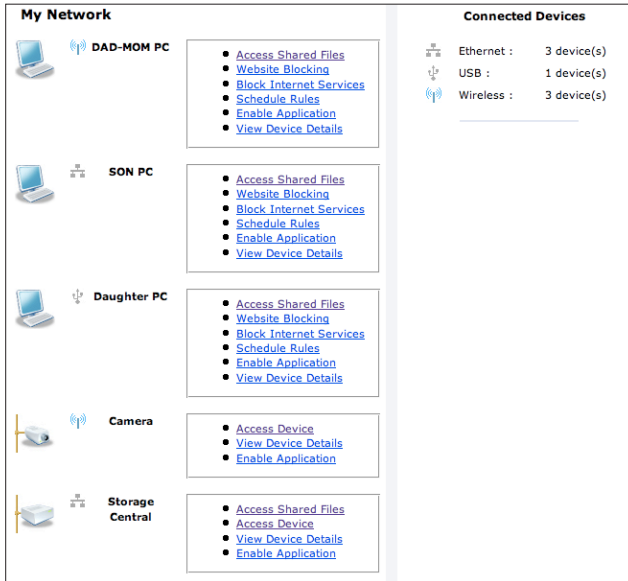 My Network
DAD-MOM PC
Access Shared Files
Website Blocking
Block Internet Services
Schedule Rules
Enable Application
View Device Details
SON PC
Access Shared Files
Website Blocking
Block Internet Services
Schedule Rules
Enable Application
View Device Details
Daughter PC
Access Shared Files
Website Blocking
Block Internet Services
Schedule Rules
Enable Application
View Device Details
Camera
Access Device
View Device Details
Enable Application
Storage
Central
Access Shared Files
Access Device
View Device Details
Enable Application
Connected Devices
Ethernet : 3 device(s)
USB : 1 device(s)
Wireless : 3 device(s)